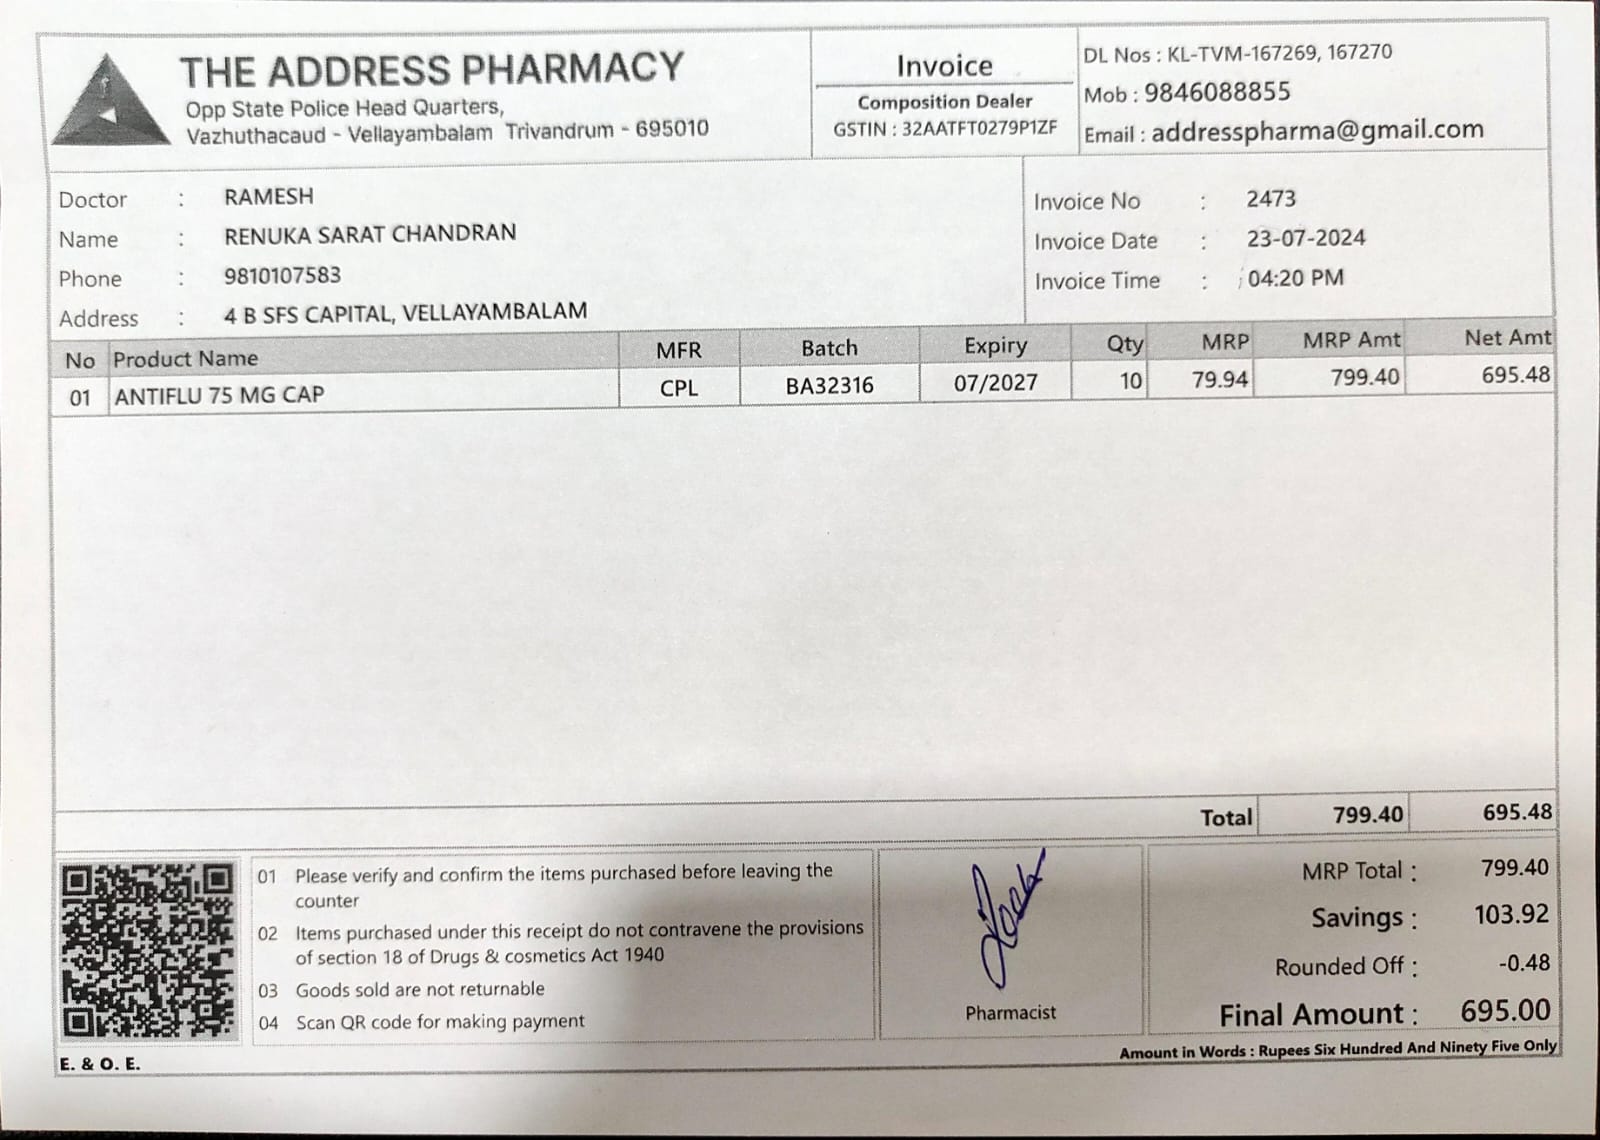 THE ADDRESS PHARMACY
Opp State Police Head Quarters,
Vazhuthacaud - Vellayambalam Trivandrum - 695010
Invoice
Composition Dealer
GSTIN : 32AATFT0279P1ZF
DL Nos : KL-TVM-167269, 167270
Mob : 9846088855
Email : addresspharma@gmail.com
Doctor : RAMESH
Name : RENUKA SARAT CHANDRAN
Phone : 9810107583
Address : 4 B SFS CAPITAL, VELLAYAMBALAM
Invoice No : 2473
Invoice Date : 23-07-2024
Invoice Time : 04:20 PM
No Product Name MFR Batch Expiry Qty MRP MRP Amt Net Amt
01 ANTIFLU 75 MG CAP CPL BA32316 07/2027 10 79.94 799.40 695.48
Total 799.40 695.48
01 Please verify and confirm the items purchased before leaving the
counter
02 Items purchased under this receipt do not contravene the provisions
of section 18 of Drugs & cosmetics Act 1940
03 Goods sold are not returnable
04 Scan QR code for making payment
E. & O. E.
Pharmacist
MRP Total : 799.40
Savings : 103.92
Rounded Off : -0.48
Final Amount : 695.00
Amount in Words : Rupees Six Hundred And Ninety Five Only